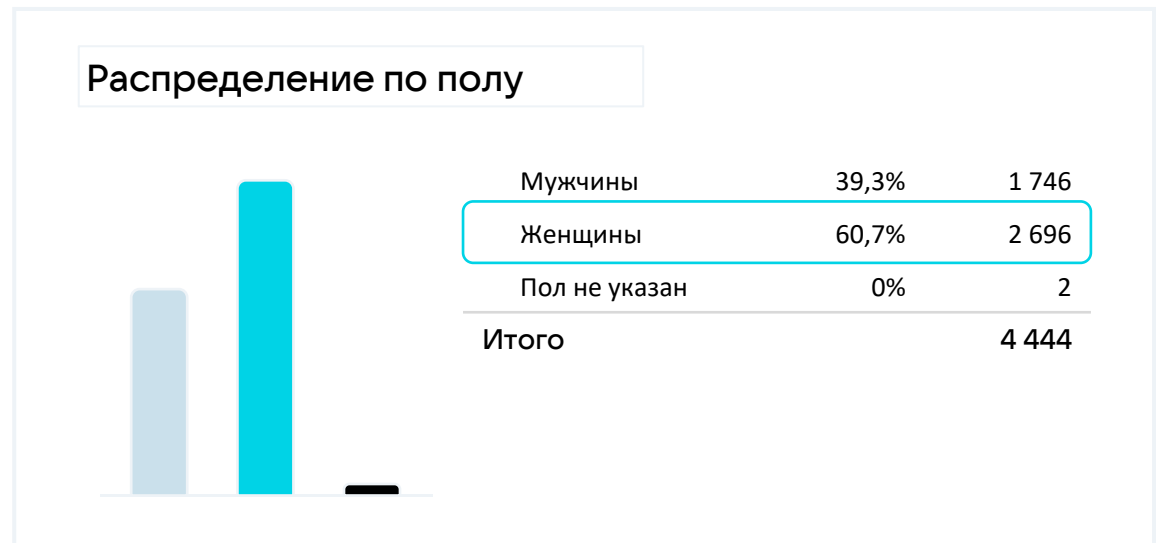 Распределение по полу
Мужчины 39,3% 1 746
Женщины 60,7% 2 696
Пол не указан 0% 2
Итого 4 444